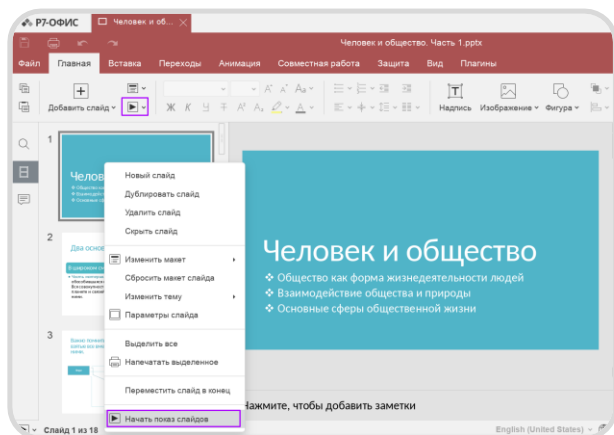 Р7-ОФИС
Человек и об...
Человек и общество. Часть 1.pptx
Файл Главная Вставка Переходы Анимация Совместная работа Защита Вид Плагины
Добавить слайд
Ж К Ч
Надпись Изображение Фигура
1
Челов
2
Два осно
3
Новый слайд
Дублировать слайд
Удалить слайд
Скрыть слайд
Изменить макет
Сбросить макет слайда
Изменить тему
Параметры слайда
Выделить все
Напечатать выделенное
Переместить слайд в конец
Начать показ слайдов
Человек и общество
❖ Общество как форма жизнедеятельности людей
❖ Взаимодействие общества и природы
❖ Основные сферы общественной жизни
Нажмите, чтобы добавить заметки
Слайд 1 из 18
English (United States)